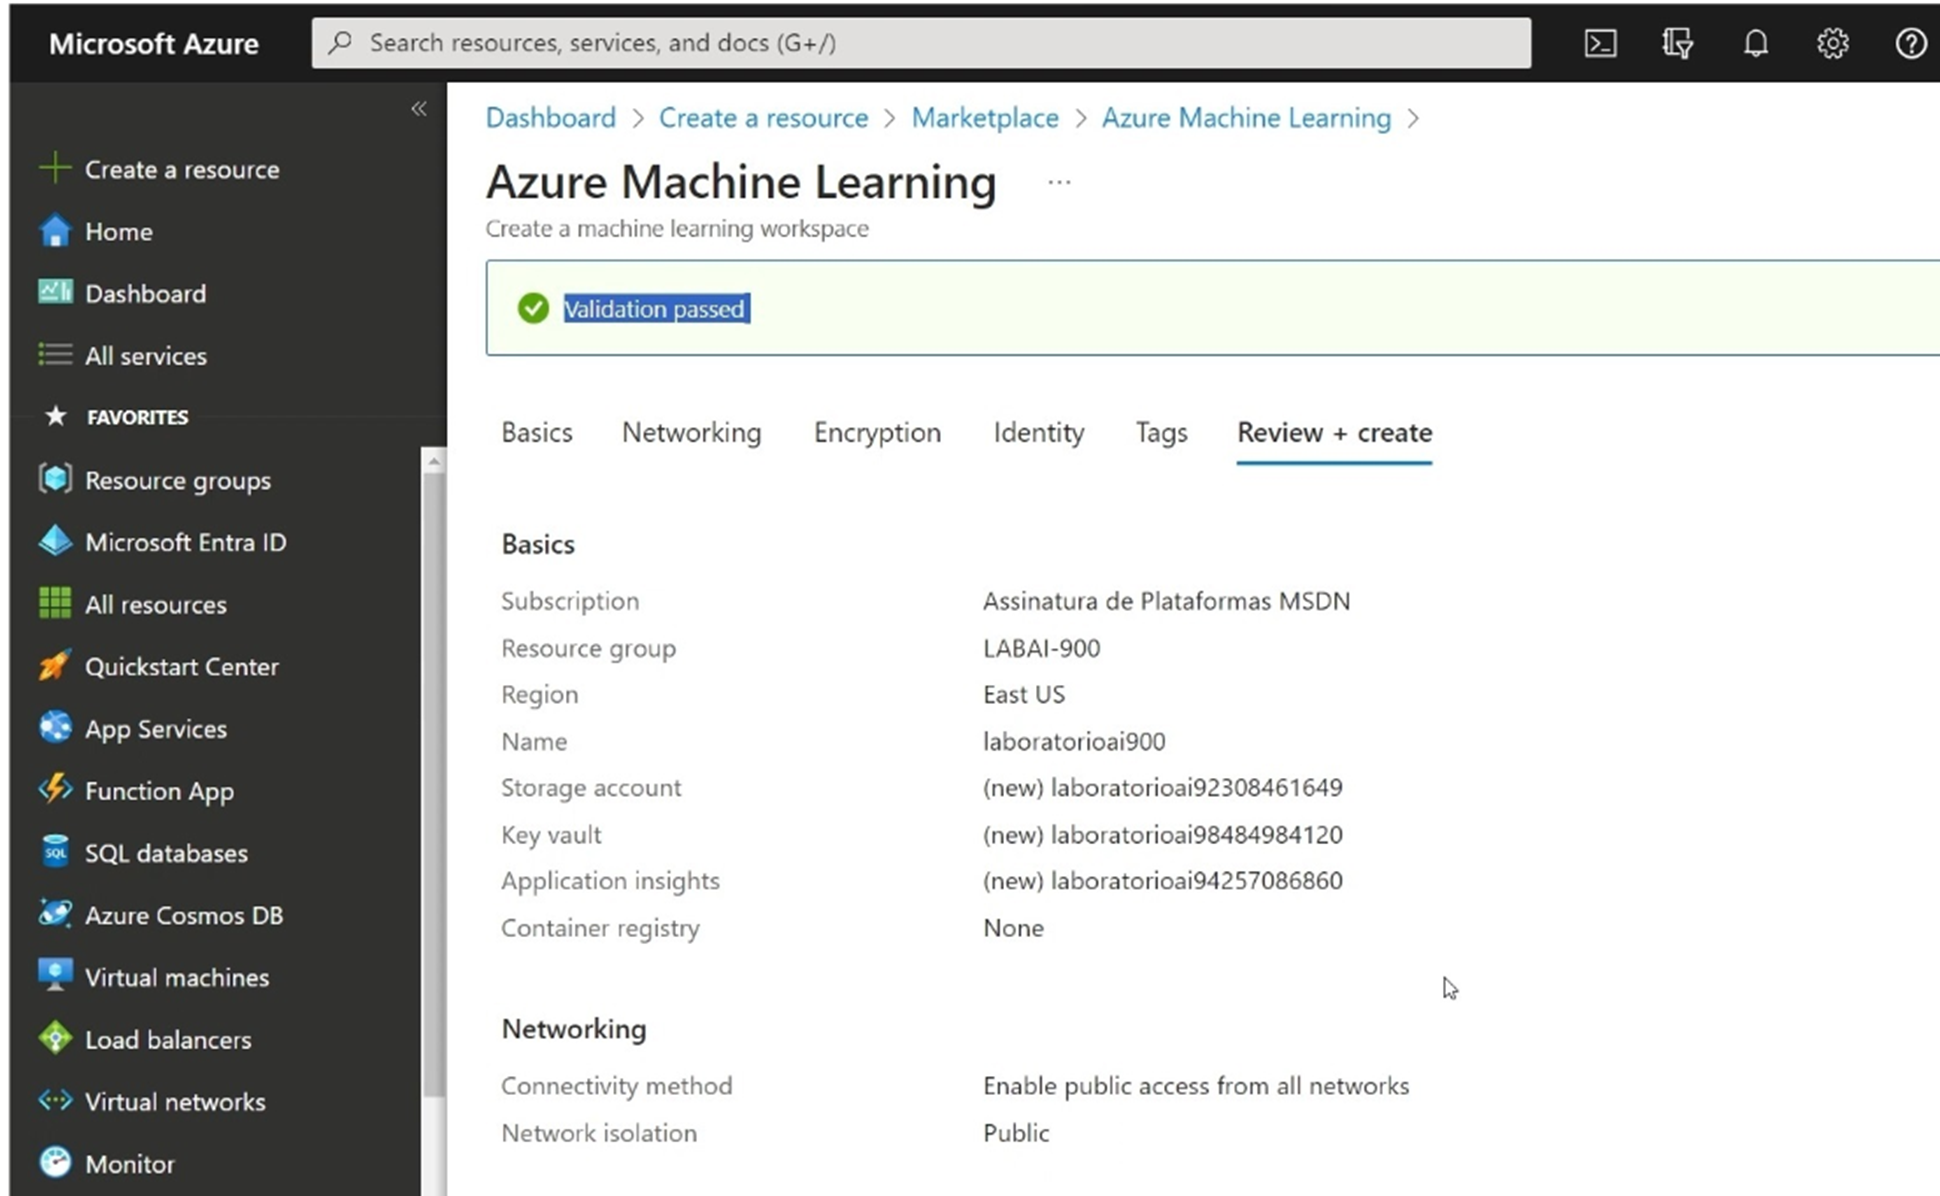 Microsoft Azure
Search resources, services, and docs (G+/)
«
Create a resource
Home
Dashboard
All services
FAVORITES
Resource groups
Microsoft Entra ID
All resources
Quickstart Center
App Services
Function App
SQL databases
Azure Cosmos DB
Virtual machines
Load balancers
Virtual networks
Monitor
Dashboard > Create a resource > Marketplace > Azure Machine Learning >
Azure Machine Learning ...
Create a machine learning workspace
Validation passed
Basics Networking Encryption Identity Tags Review + create
Basics
Subscription Assinatura de Plataformas MSDN
Resource group LABAI-900
Region East US
Name laboratorioai900
Storage account (new) laboratorioai92308461649
Key vault (new) laboratorioai98484984120
Application insights (new) laboratorioai94257086860
Container registry None
Networking
Connectivity method Enable public access from all networks
Network isolation Public